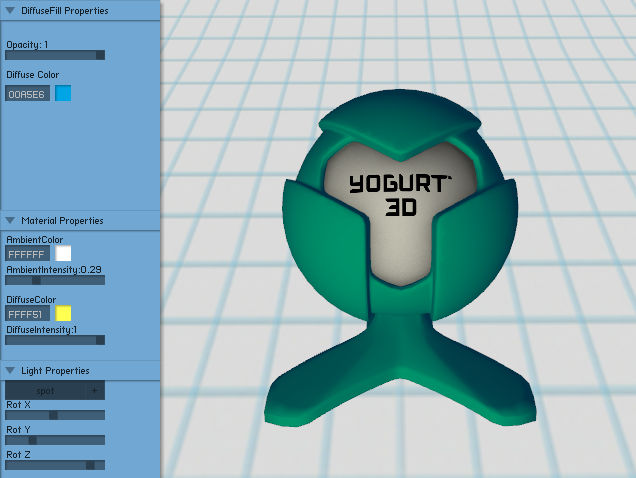 DiffuseFill Properties
Opacity: 1
Diffuse Color
00A5E6
Material Properties
AmbientColor
FFFFFF
AmbientIntensity:0.29
DiffuseColor
FFFF51
DiffuseIntensity:1
Light Properties
spot +
Rot X
Rot Y
Rot Z
YOGURT
3D